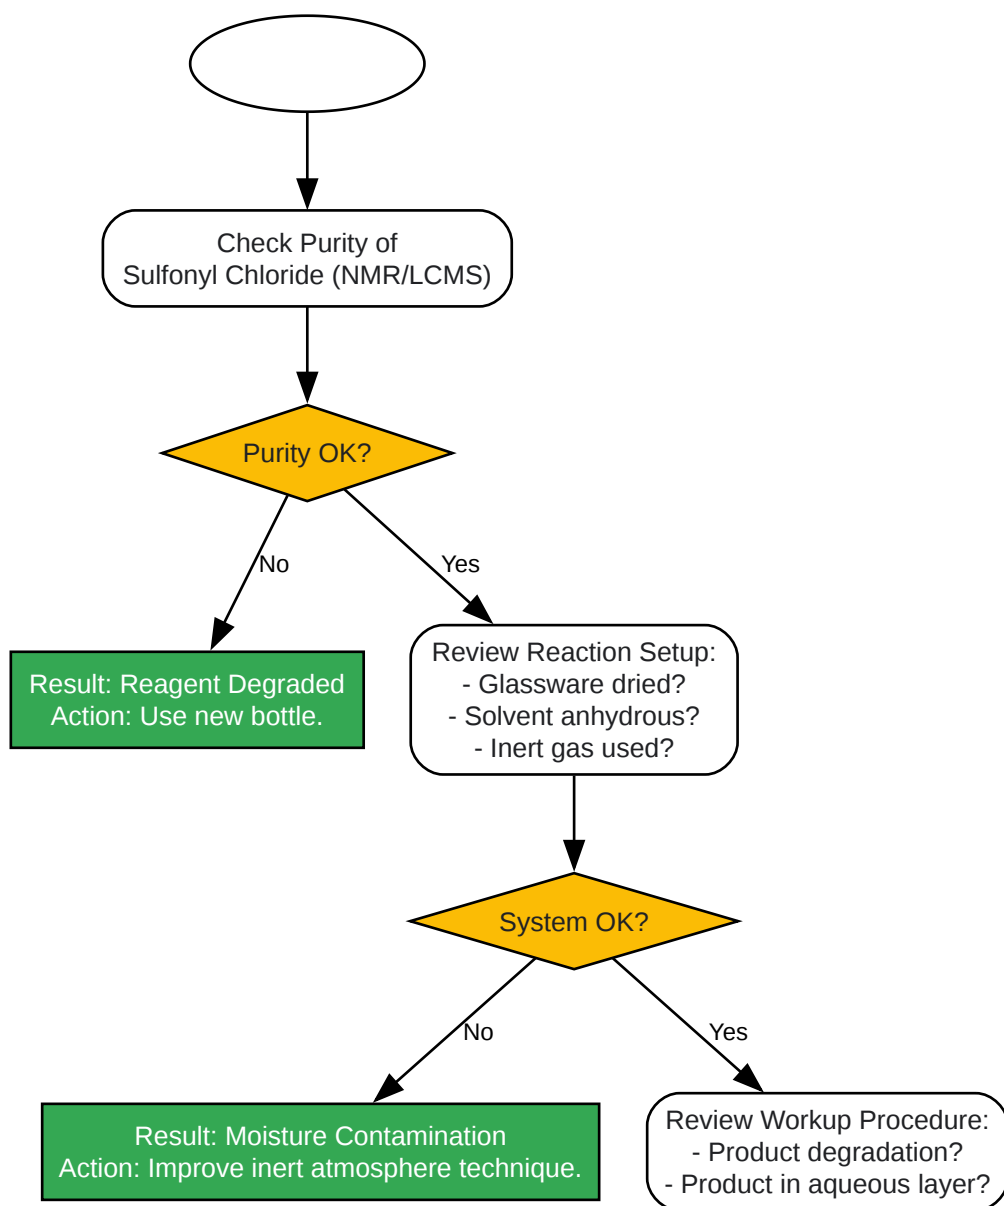 Check Purity of
Sulfonyl Chloride (NMR/LCMS)
Purity OK?
No
Yes
Result: Reagent Degraded
Action: Use new bottle.
Review Reaction Setup:
- Glassware dried?
- Solvent anhydrous?
- Inert gas used?
System OK?
No
Yes
Result: Moisture Contamination
Action: Improve inert atmosphere technique.
Review Workup Procedure:
- Product degradation?
- Product in aqueous layer?